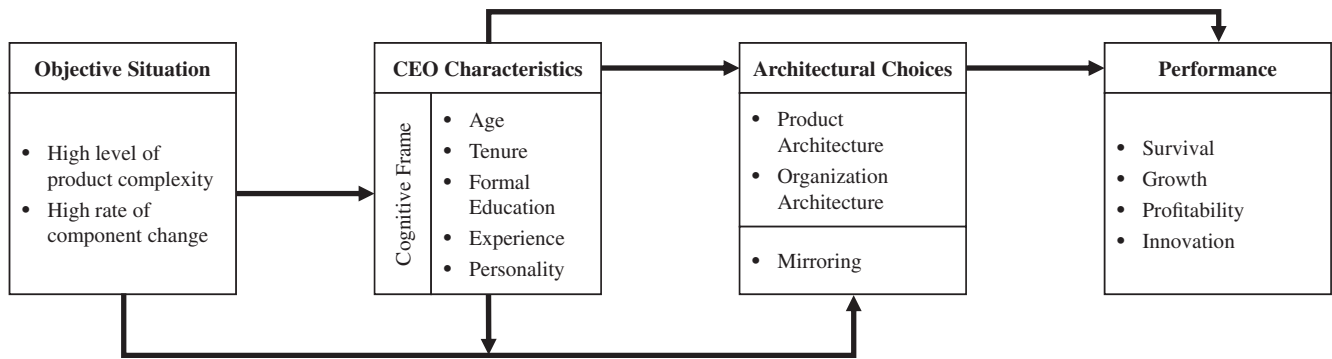 Objective Situation
• High level of
product complexity
• High rate of
component change
CEO Characteristics
Cognitive Frame
• Age
• Tenure
• Formal
Education
• Experience
• Personality
Architectural Choices
• Product
Architecture
• Organization
Architecture
• Mirroring
Performance
• Survival
• Growth
• Profitability
• Innovation